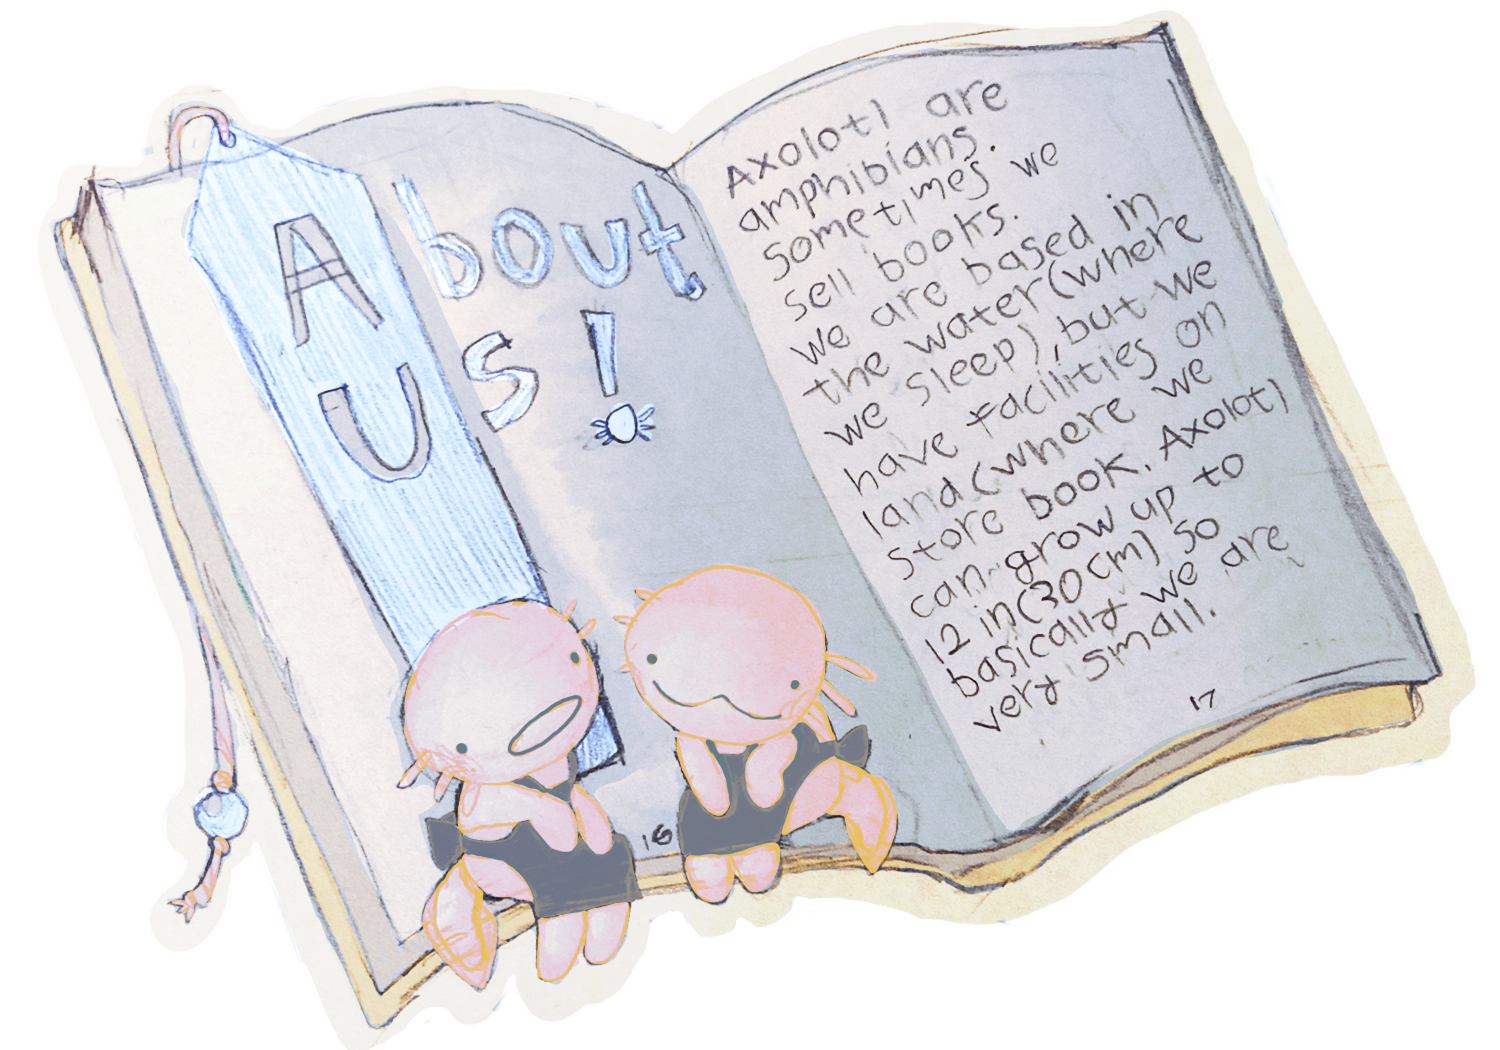 About
Us!
16
Axolotl are
amphibians.
sometimes we
sell books.
we are based in
the water(where
we sleep),but we
have facilities on
land(where we
store book. Axolotl
can grow up to
12 in(30cm) so
basically we are
very small.
17